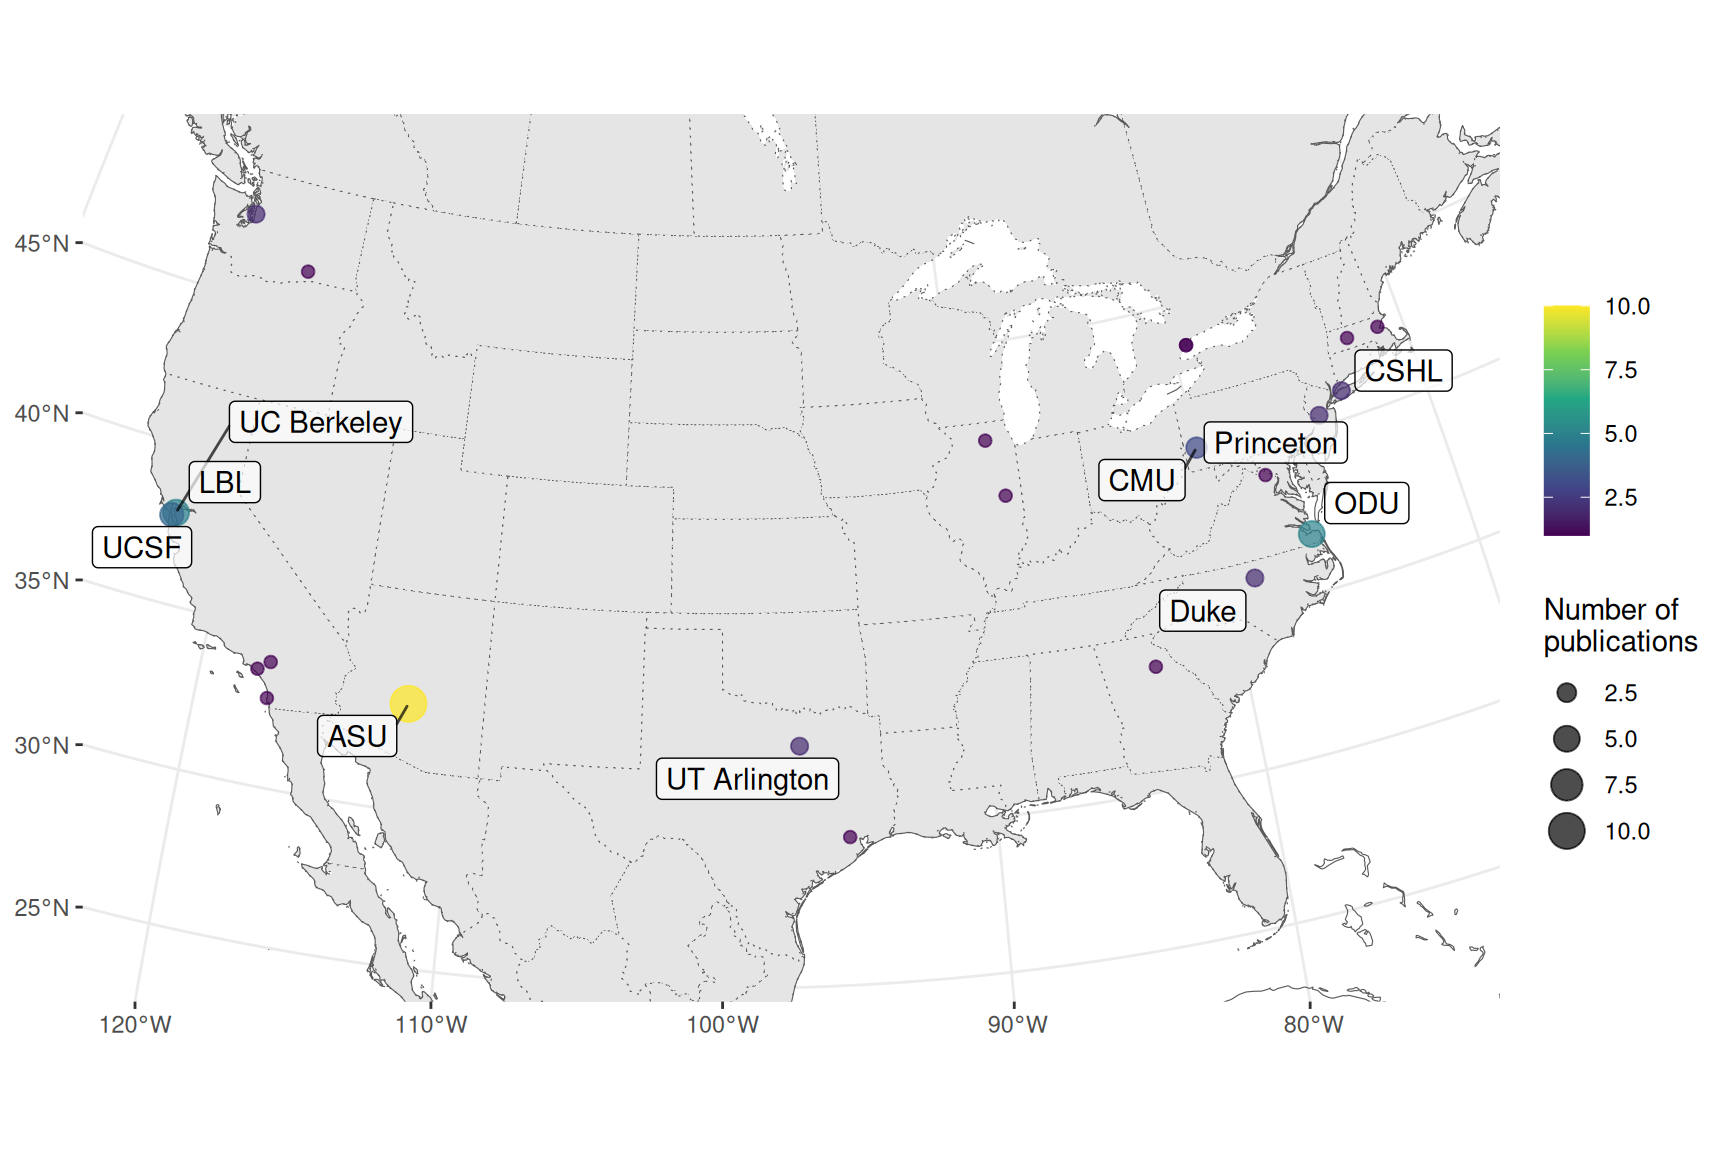 45°N
40°N
35°N
30°N
25°N
120°W
110°W
100°W
90°W
80°W
UC Berkeley
LBL
UCSF
ASU
UT Arlington
CSHL
Princeton
CMU
ODU
Duke
10.0
7.5
5.0
2.5
Number of
publications
2.5
5.0
7.5
10.0